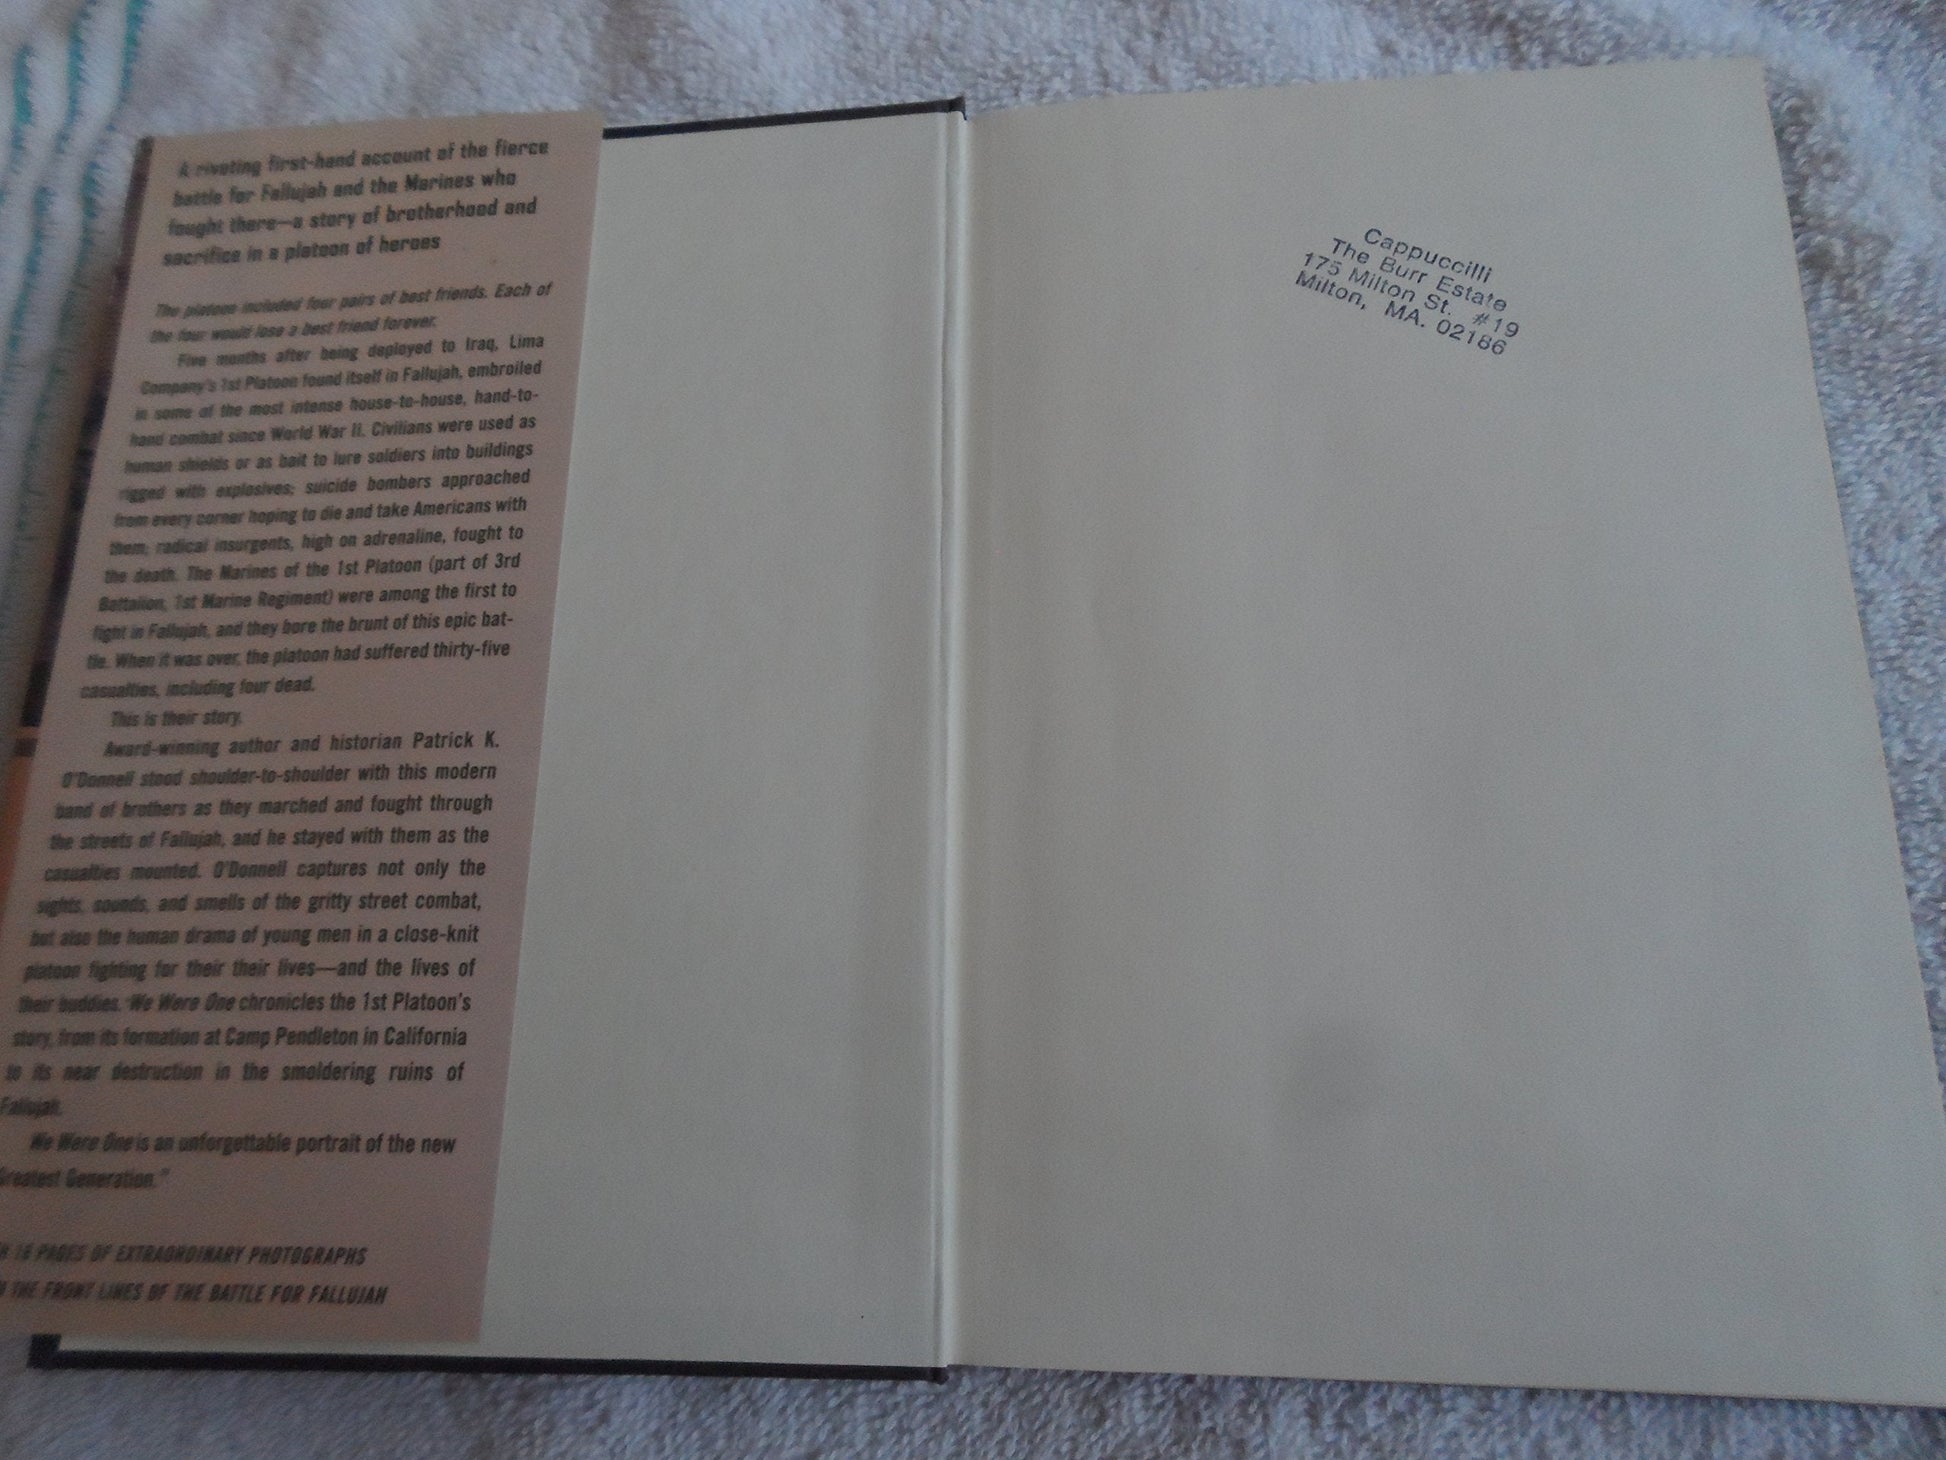 A riveting first-hand account of the fierce
battle for Fallujah and the Marines who
fought there—a story of brotherhood and
sacrifice in a platoon of heroes
The platoon included four pairs of best friends. Each of
the four would lose a best friend forever.
Five months after being deployed to Iraq, Lima
Company's 1st Platoon found itself in Fallujah, embroiled
in some of the most intense house-to-house, hand-to-
hand combat since World War II. Civilians were used as
human shields or as bait to lure soldiers into buildings
rigged with explosives; suicide bombers approached
from every corner hoping to die and take Americans with
them; radical insurgents, high on adrenaline, fought to
the death. The Marines of the 1st Platoon (part of 3rd
Battalion, 1st Marine Regiment) were among the first to
fight in Fallujah, and they bore the brunt of this epic bat-
tle. When it was over, the platoon had suffered thirty-five
casualties, including four dead.
This is their story.
Award-winning author and historian Patrick K.
O'Donnell stood shoulder-to-shoulder with this modern
band of brothers as they marched and fought through
the streets of Fallujah, and he stayed with them as the
casualties mounted. O'Donnell captures not only the
sights, sounds, and smells of the gritty street combat,
but also the human drama of young men in a close-knit
platoon fighting for their their lives—and the lives of
their buddies. We Were One chronicles the 1st Platoon's
story, from its formation at Camp Pendleton in California
to its near destruction in the smoldering ruins of
Fallujah.
We Were One is an unforgettable portrait of the new
Greatest Generation."
16 PAGES OF EXTRAORDINARY PHOTOGRAPHS
THE FRONT LINES OF THE BATTLE FOR FALLUJAH
Cappuccilli
The Burr Estate
175 Milton St. #19
Milton, MA. 02186